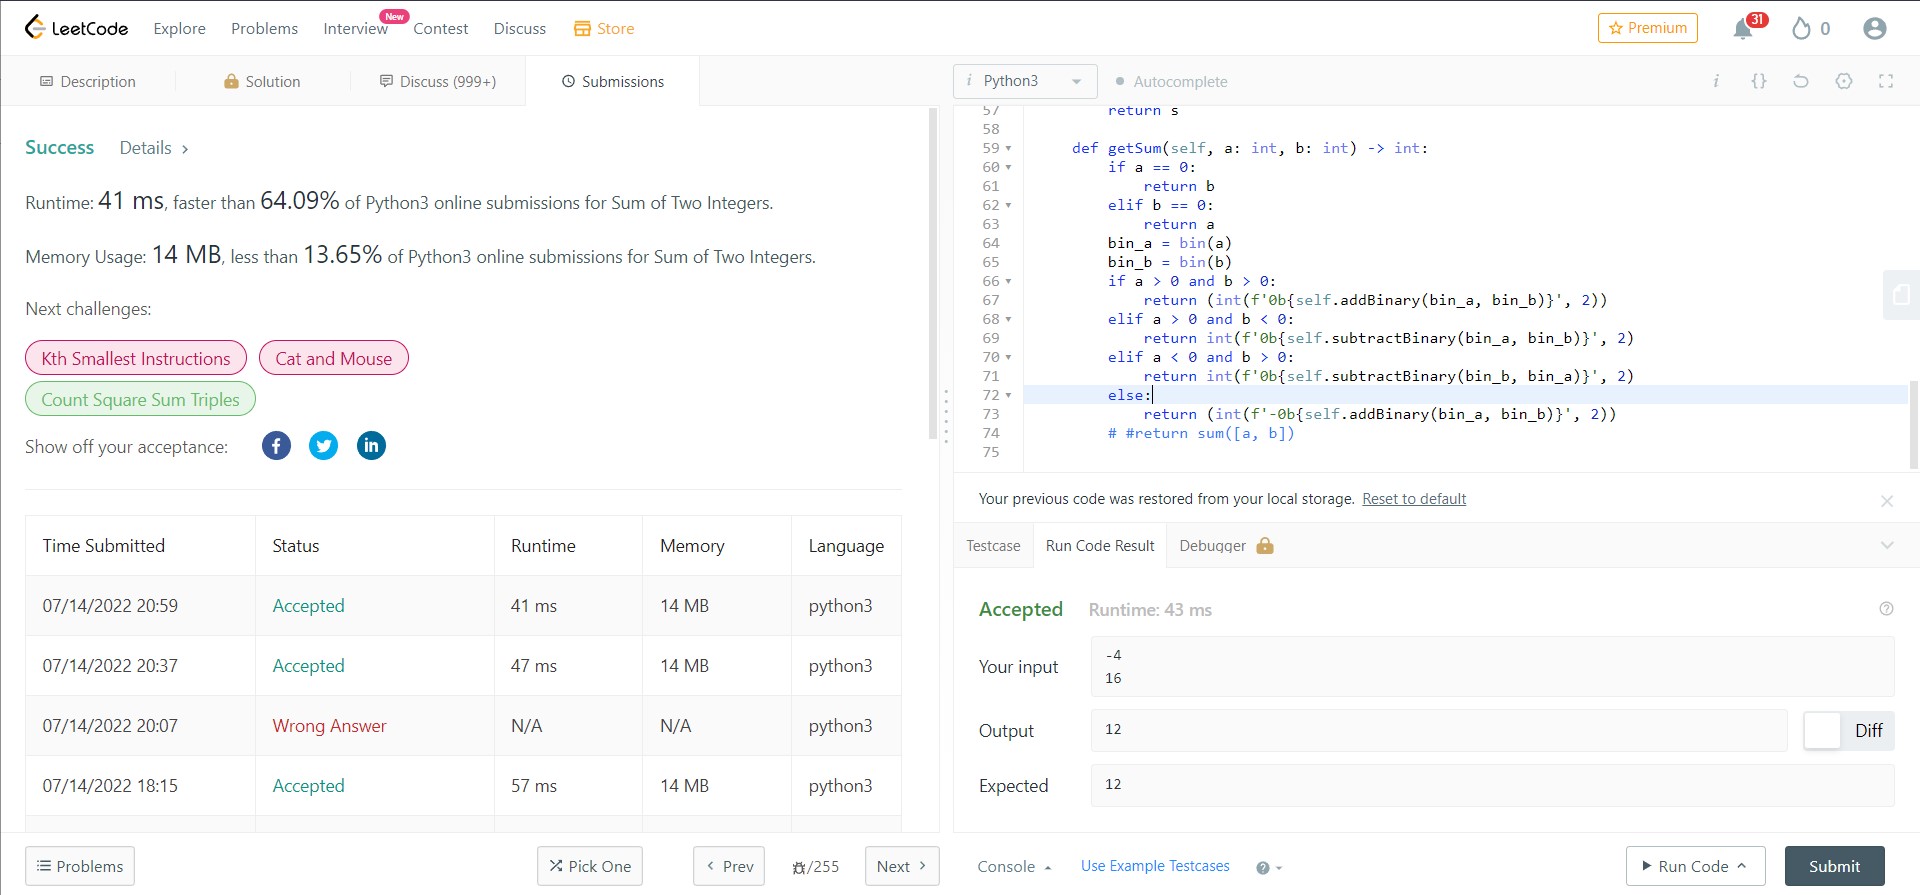 LeetCode Explore Problems Interview New Contest Discuss Store Premium 31 0
Description Solution Discuss (999+) Submissions
Success Details >
Runtime: 41 ms, faster than 64.09% of Python3 online submissions for Sum of Two Integers.
Memory Usage: 14 MB, less than 13.65% of Python3 online submissions for Sum of Two Integers.
Next challenges:
Kth Smallest Instructions Cat and Mouse
Count Square Sum Triples
Show off your acceptance:
Time Submitted Status Runtime Memory Language
07/14/2022 20:59 Accepted 41 ms 14 MB python3
07/14/2022 20:37 Accepted 47 ms 14 MB python3
07/14/2022 20:07 Wrong Answer N/A N/A python3
07/14/2022 18:15 Accepted 57 ms 14 MB python3
Problems Pick One < Prev /255 Next >
i Python3 Autocomplete i {}
57 return s
58
59 def getSum(self, a: int, b: int) -> int:
60 if a == 0:
61 return b
62 elif b == 0:
63 return a
64 bin_a = bin(a)
65 bin_b = bin(b)
66 if a > 0 and b > 0:
67 return (int(f'0b{self.addBinary(bin_a, bin_b)}', 2))
68 elif a > 0 and b < 0:
69 return int(f'0b{self.subtractBinary(bin_a, bin_b)}', 2)
70 elif a < 0 and b > 0:
71 return int(f'0b{self.subtractBinary(bin_b, bin_a)}', 2)
72 else:
73 return (int(f'-0b{self.addBinary(bin_a, bin_b)}', 2))
74 # #return sum([a, b])
75
Your previous code was restored from your local storage. Reset to default
Testcase Run Code Result Debugger
Accepted Runtime: 43 ms
Your input
-4
16
Output 12 Diff
Expected 12
Console Use Example Testcases Run Code Submit